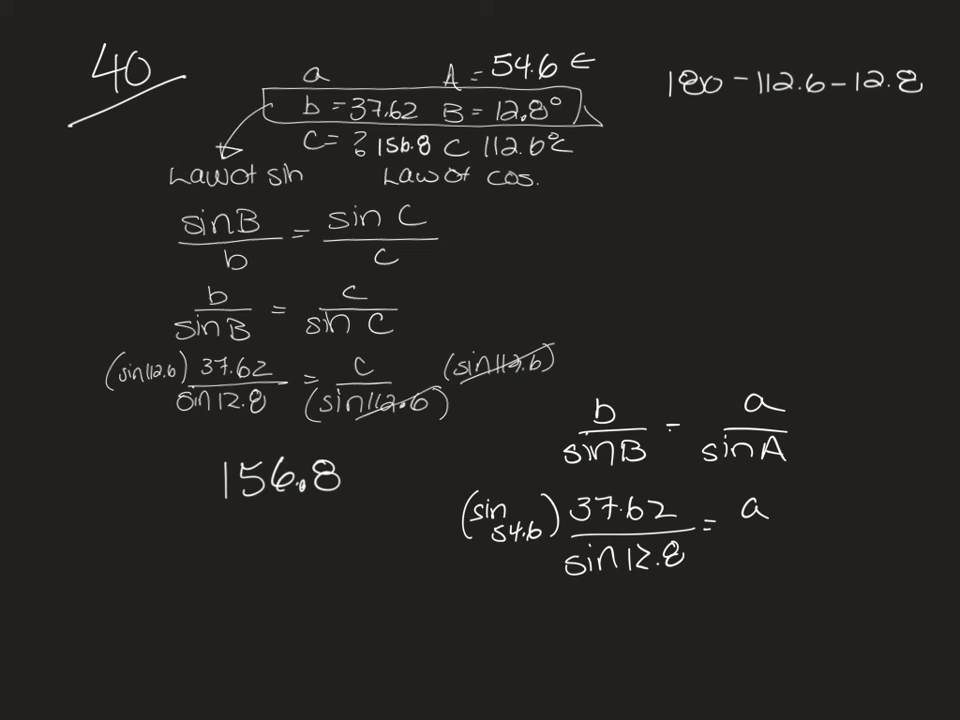 40
a A = 54.6 ∈
b = 37.62 B = 12.8°
C = ? 156.8 C 112.6°
180 - 112.6 - 12.8
Law of sin Law of cos.
sin B / b = sin C / c
b / sin B = c / sin C
(sin 112.6) 37.62 / sin 12.8 = c / (sin 112.6) (sin 112.6)
156.8
b / sin B = a / sin A
(sin 54.6) 37.62 / sin 12.8 = a